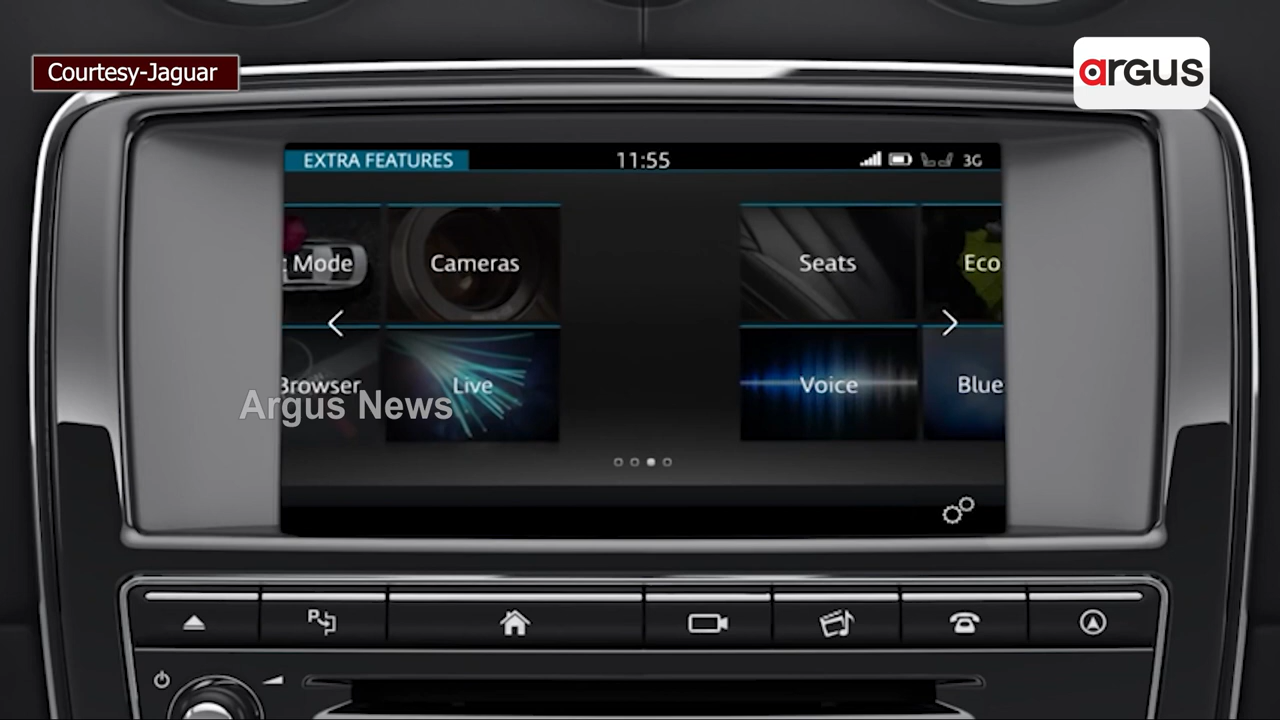 Courtesy-Jaguar
argus
EXTRA FEATURES
11:55
3G
: Mode
Cameras
Seats
Eco
Browser
Live
Voice
Blue
Argus News
P